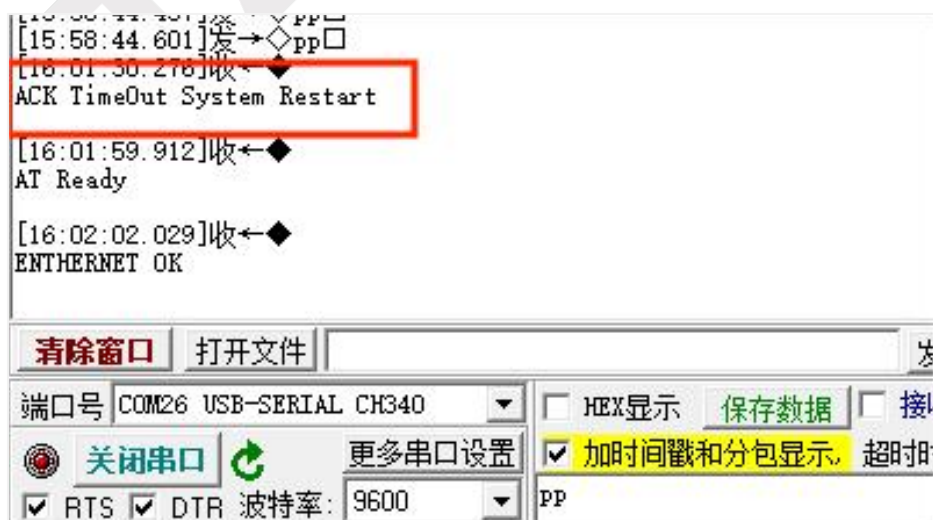 [15:58:44.601]发→◇pp□
[16:01:30.276]收←◆
ACK TimeOut System Restart
[16:01:59.912]收←◆
AT Ready
[16:02:02.029]收←◆
ENTHERNET OK
清除窗口 打开文件
端口号 COM26 USB-SERIAL CH340 HEX显示 保存数据
关闭串口 更多串口设置 加时间戳和分包显示, 超时
RTS DTR 波特率: 9600 PP